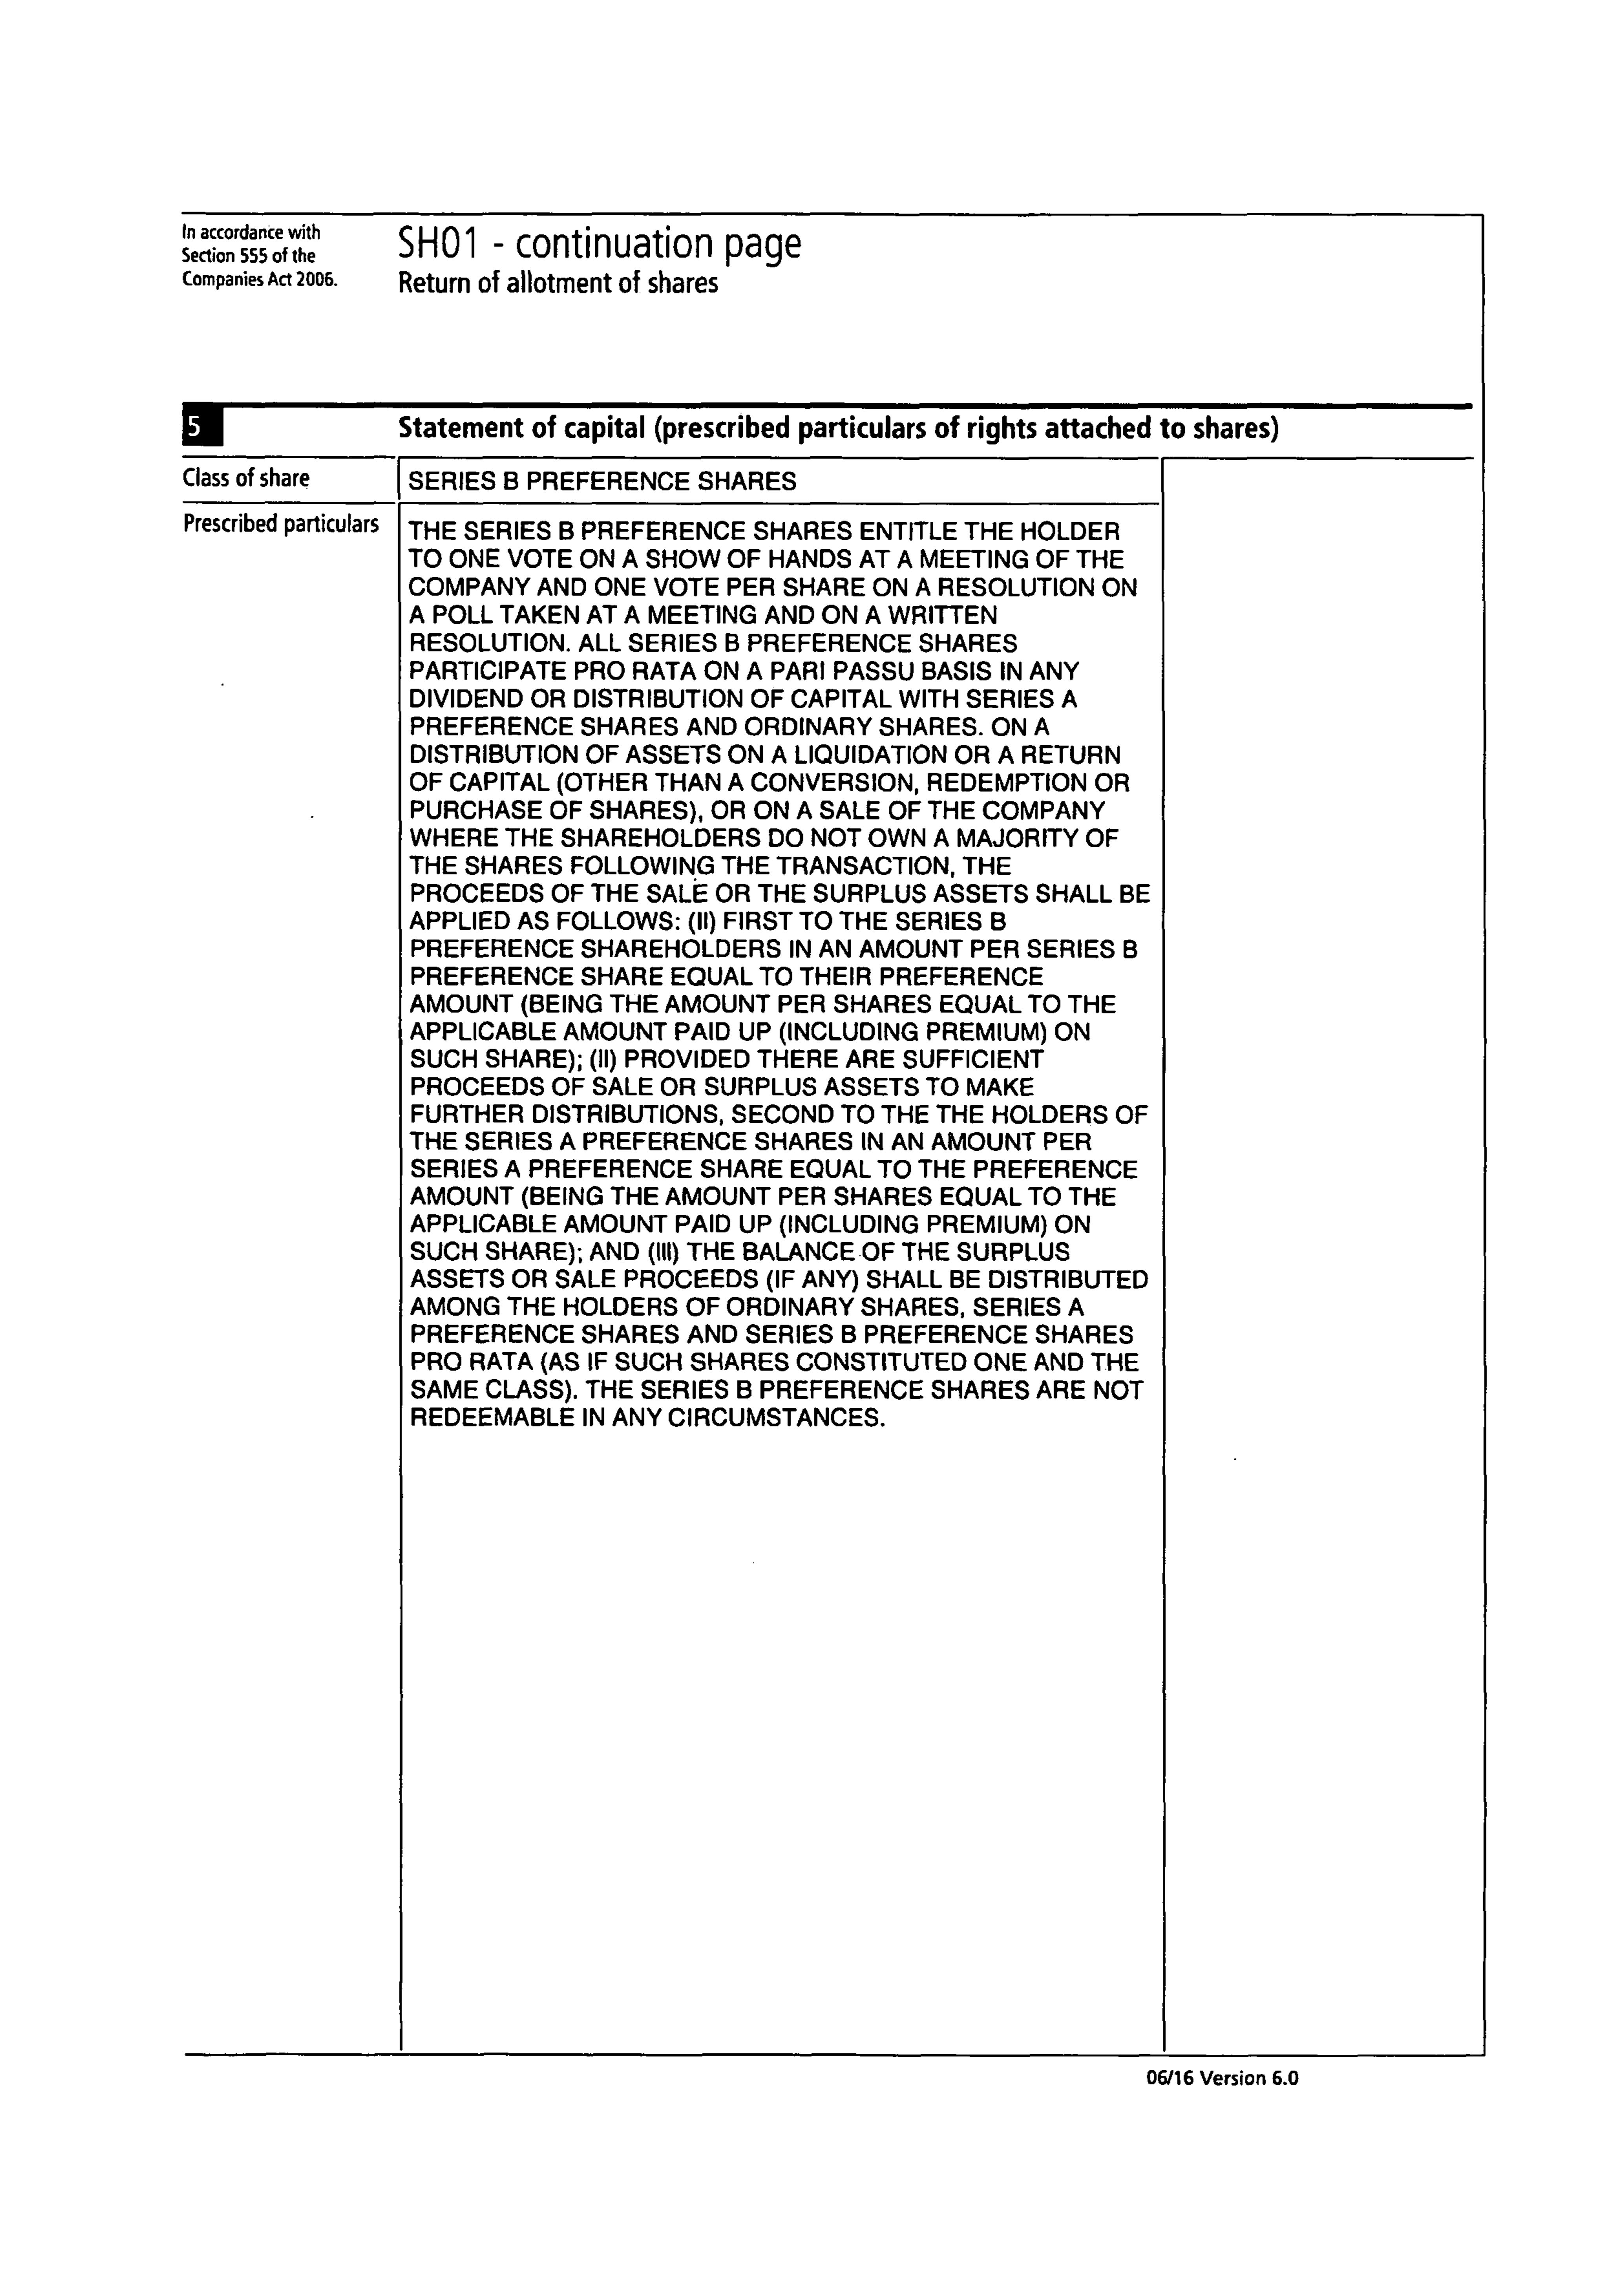 In accordance with
Section 555 of the
Companies Act 2006.
SH01 - continuation page
Return of allotment of shares
5
Statement of capital (prescribed particulars of rights attached to shares)
Class of share
SERIES B PREFERENCE SHARES
Prescribed particulars
THE SERIES B PREFERENCE SHARES ENTITLE THE HOLDER
TO ONE VOTE ON A SHOW OF HANDS AT A MEETING OF THE
COMPANY AND ONE VOTE PER SHARE ON A RESOLUTION ON
A POLL TAKEN AT A MEETING AND ON A WRITTEN
RESOLUTION. ALL SERIES B PREFERENCE SHARES
PARTICIPATE PRO RATA ON A PARI PASSU BASIS IN ANY
DIVIDEND OR DISTRIBUTION OF CAPITAL WITH SERIES A
PREFERENCE SHARES AND ORDINARY SHARES. ON A
DISTRIBUTION OF ASSETS ON A LIQUIDATION OR A RETURN
OF CAPITAL (OTHER THAN A CONVERSION, REDEMPTION OR
PURCHASE OF SHARES), OR ON A SALE OF THE COMPANY
WHERE THE SHAREHOLDERS DO NOT OWN A MAJORITY OF
THE SHARES FOLLOWING THE TRANSACTION, THE
PROCEEDS OF THE SALE OR THE SURPLUS ASSETS SHALL BE
APPLIED AS FOLLOWS: (II) FIRST TO THE SERIES B
PREFERENCE SHAREHOLDERS IN AN AMOUNT PER SERIES B
PREFERENCE SHARE EQUAL TO THEIR PREFERENCE
AMOUNT (BEING THE AMOUNT PER SHARES EQUAL TO THE
APPLICABLE AMOUNT PAID UP (INCLUDING PREMIUM) ON
SUCH SHARE); (II) PROVIDED THERE ARE SUFFICIENT
PROCEEDS OF SALE OR SURPLUS ASSETS TO MAKE
FURTHER DISTRIBUTIONS, SECOND TO THE THE HOLDERS OF
THE SERIES A PREFERENCE SHARES IN AN AMOUNT PER
SERIES A PREFERENCE SHARE EQUAL TO THE PREFERENCE
AMOUNT (BEING THE AMOUNT PER SHARES EQUAL TO THE
APPLICABLE AMOUNT PAID UP (INCLUDING PREMIUM) ON
SUCH SHARE); AND (III) THE BALANCE OF THE SURPLUS
ASSETS OR SALE PROCEEDS (IF ANY) SHALL BE DISTRIBUTED
AMONG THE HOLDERS OF ORDINARY SHARES, SERIES A
PREFERENCE SHARES AND SERIES B PREFERENCE SHARES
PRO RATA (AS IF SUCH SHARES CONSTITUTED ONE AND THE
SAME CLASS). THE SERIES B PREFERENCE SHARES ARE NOT
REDEEMABLE IN ANY CIRCUMSTANCES.
06/16 Version 6.0